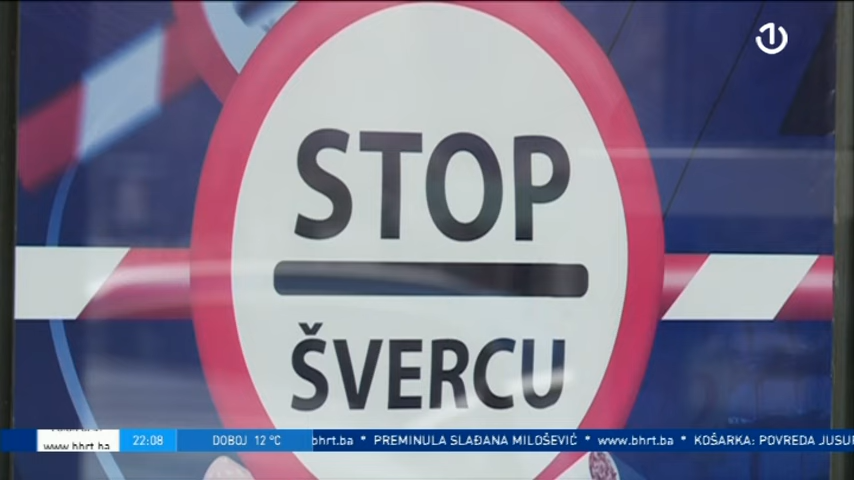 STOP
ŠVERCU
www.bhrt.ba
22:08
DOBOJ 12 °C
bhrt.ba * PREMINULA SLAĐANA MILOŠEVIĆ * www.bhrt.ba * KOŠARKA: POVREDA JUSU